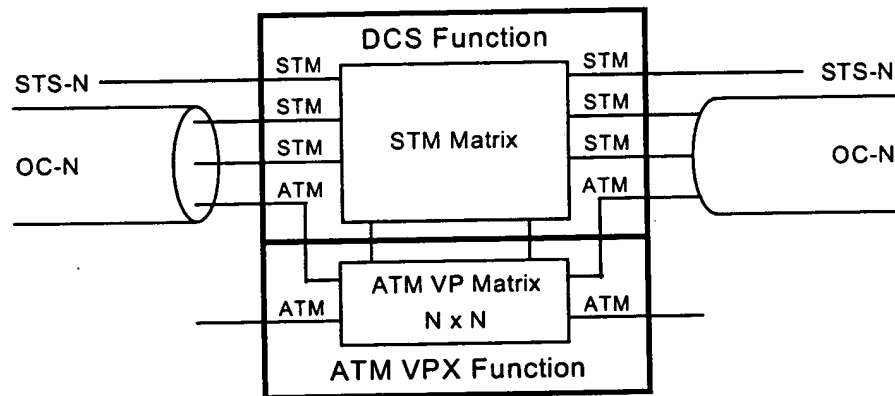 DCS Function
STS-N
STM
STM
STS-N
STM
STM
OC-N
STM
STM Matrix
STM
OC-N
ATM
ATM
ATM VP Matrix
N x N
ATM
ATM
ATM VPX Function